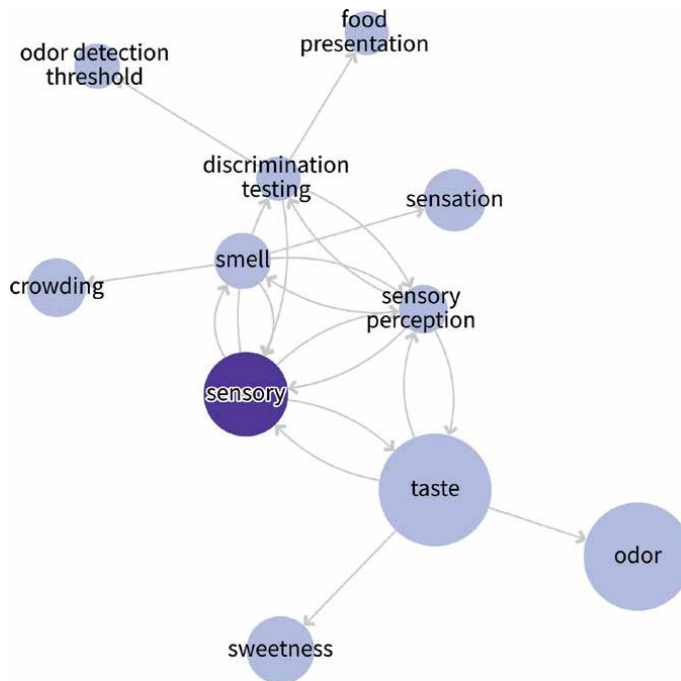 food
presentation
odor detection
threshold
discrimination
testing
sensation
smell
crowding
sensory
perception
sensory
taste
odor
sweetness